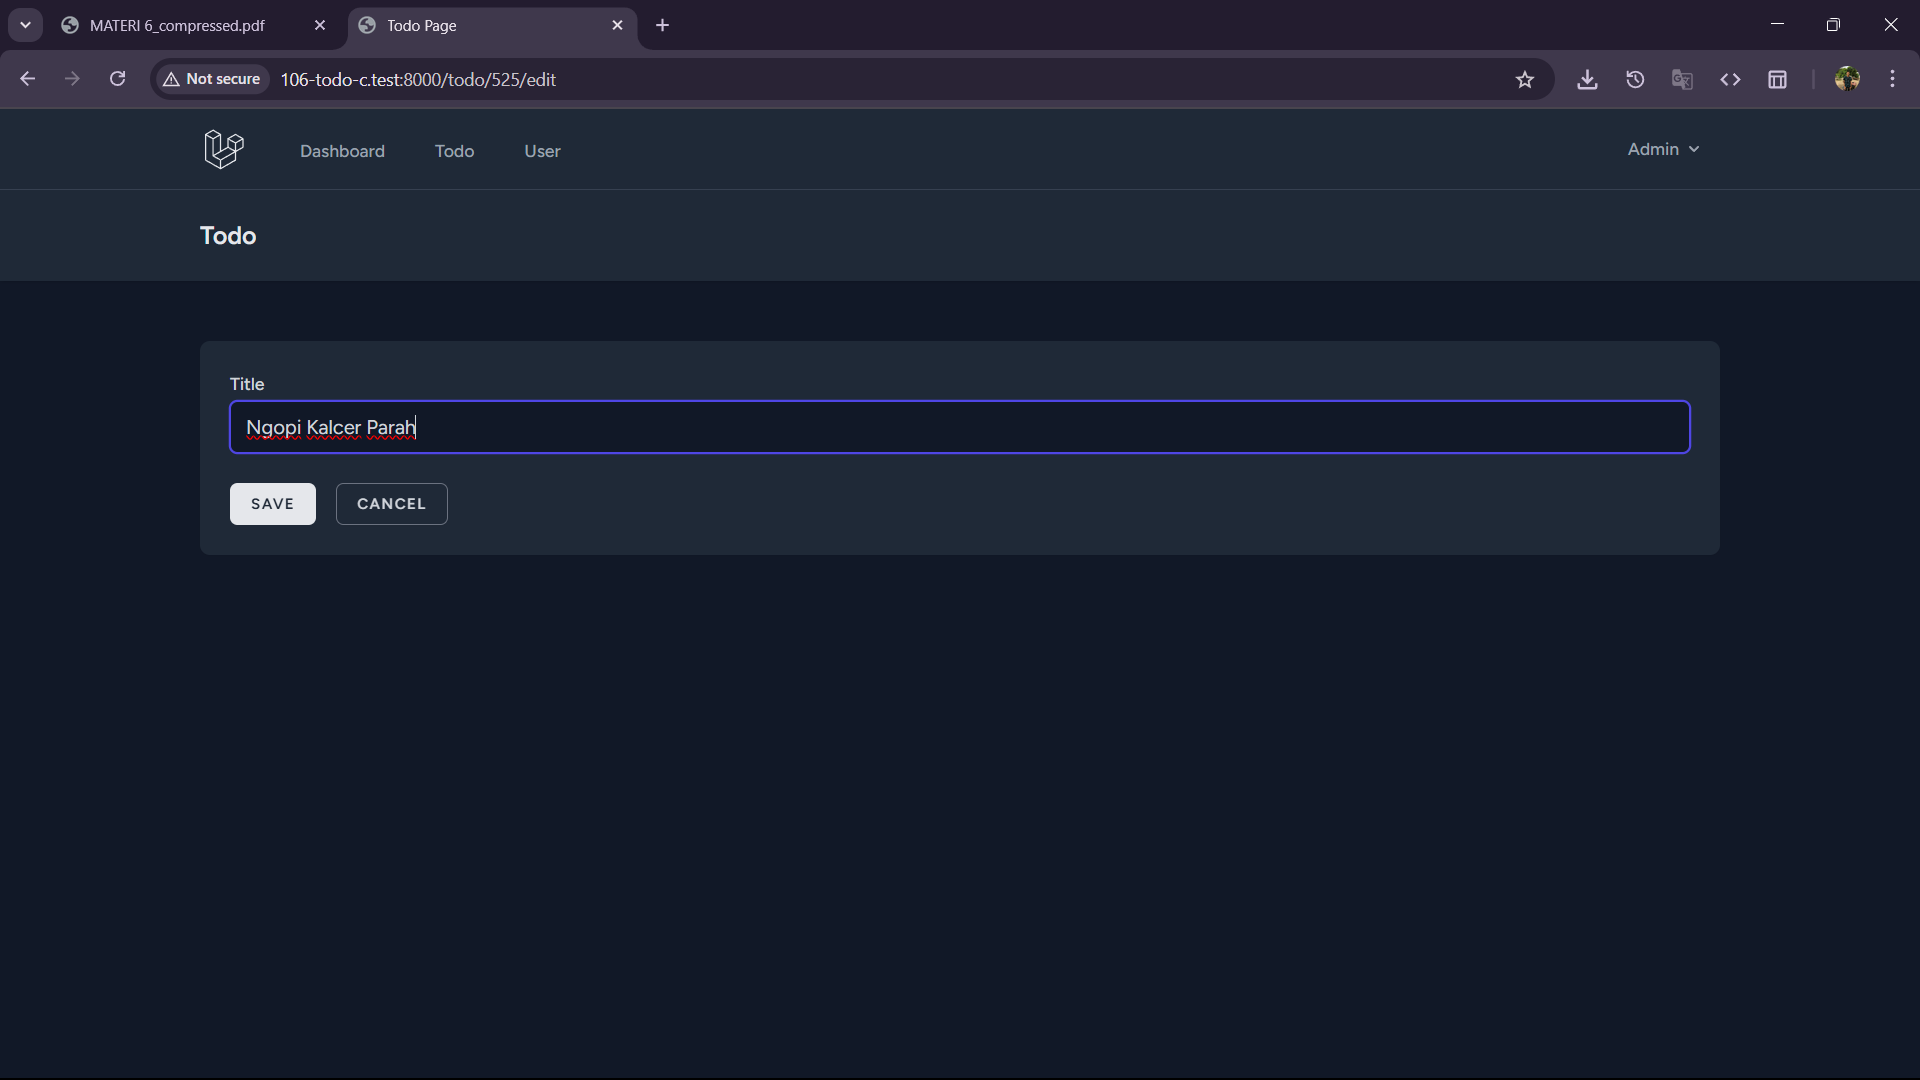 MATERI 6_compressed.pdf
Todo Page
Not secure
106-todo-c.test:8000/todo/525/edit
Dashboard
Todo
User
Admin
Todo
Title
Ngopi Kalcer Parah
SAVE
CANCEL